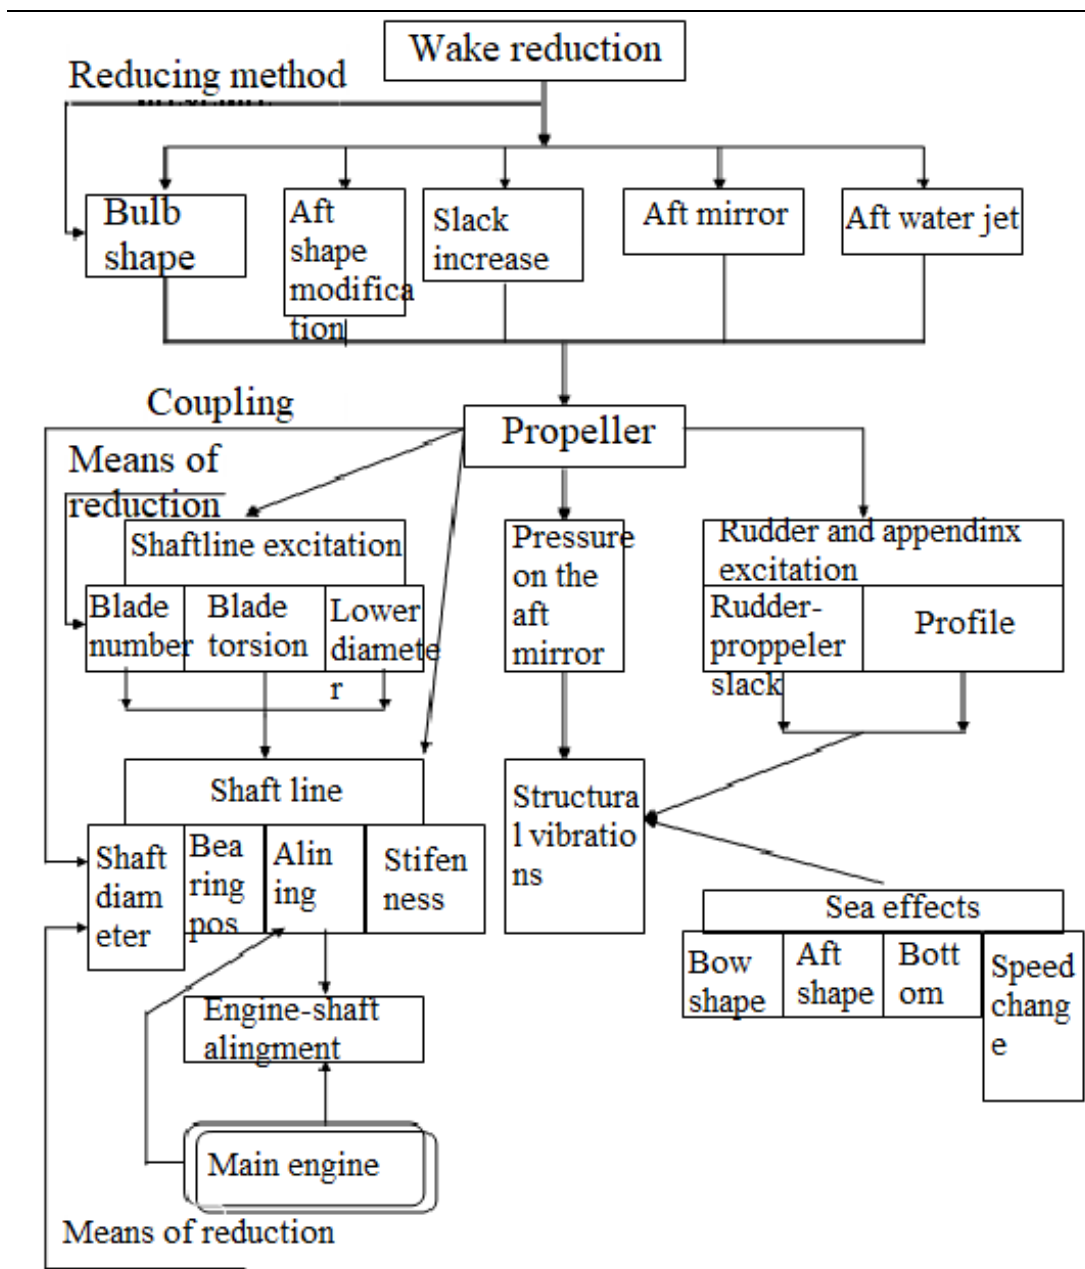 Wake reduction
Reducing method
Bulb
shape
Aft
shape
modifica
tion
Slack
increase
Aft mirror
Aft water jet
Coupling
Propeller
Means of
reduction
Shaftline excitation
Blade
number
Blade
torsion
Lower
diamete
r
Pressure
on the
aft
mirror
Rudder and appendinx
excitation
Rudder-
proppeler
slack
Profile
Shaft line
Shaft
diam
eter
Bea
ring
pos
Alin
ing
Stifen
ness
Structura
l vibratio
ns
Sea effects
Bow
shape
Aft
shape
Bott
om
Speed
chang
e
Engine-shaft
alingment
Main engine
Means of reduction